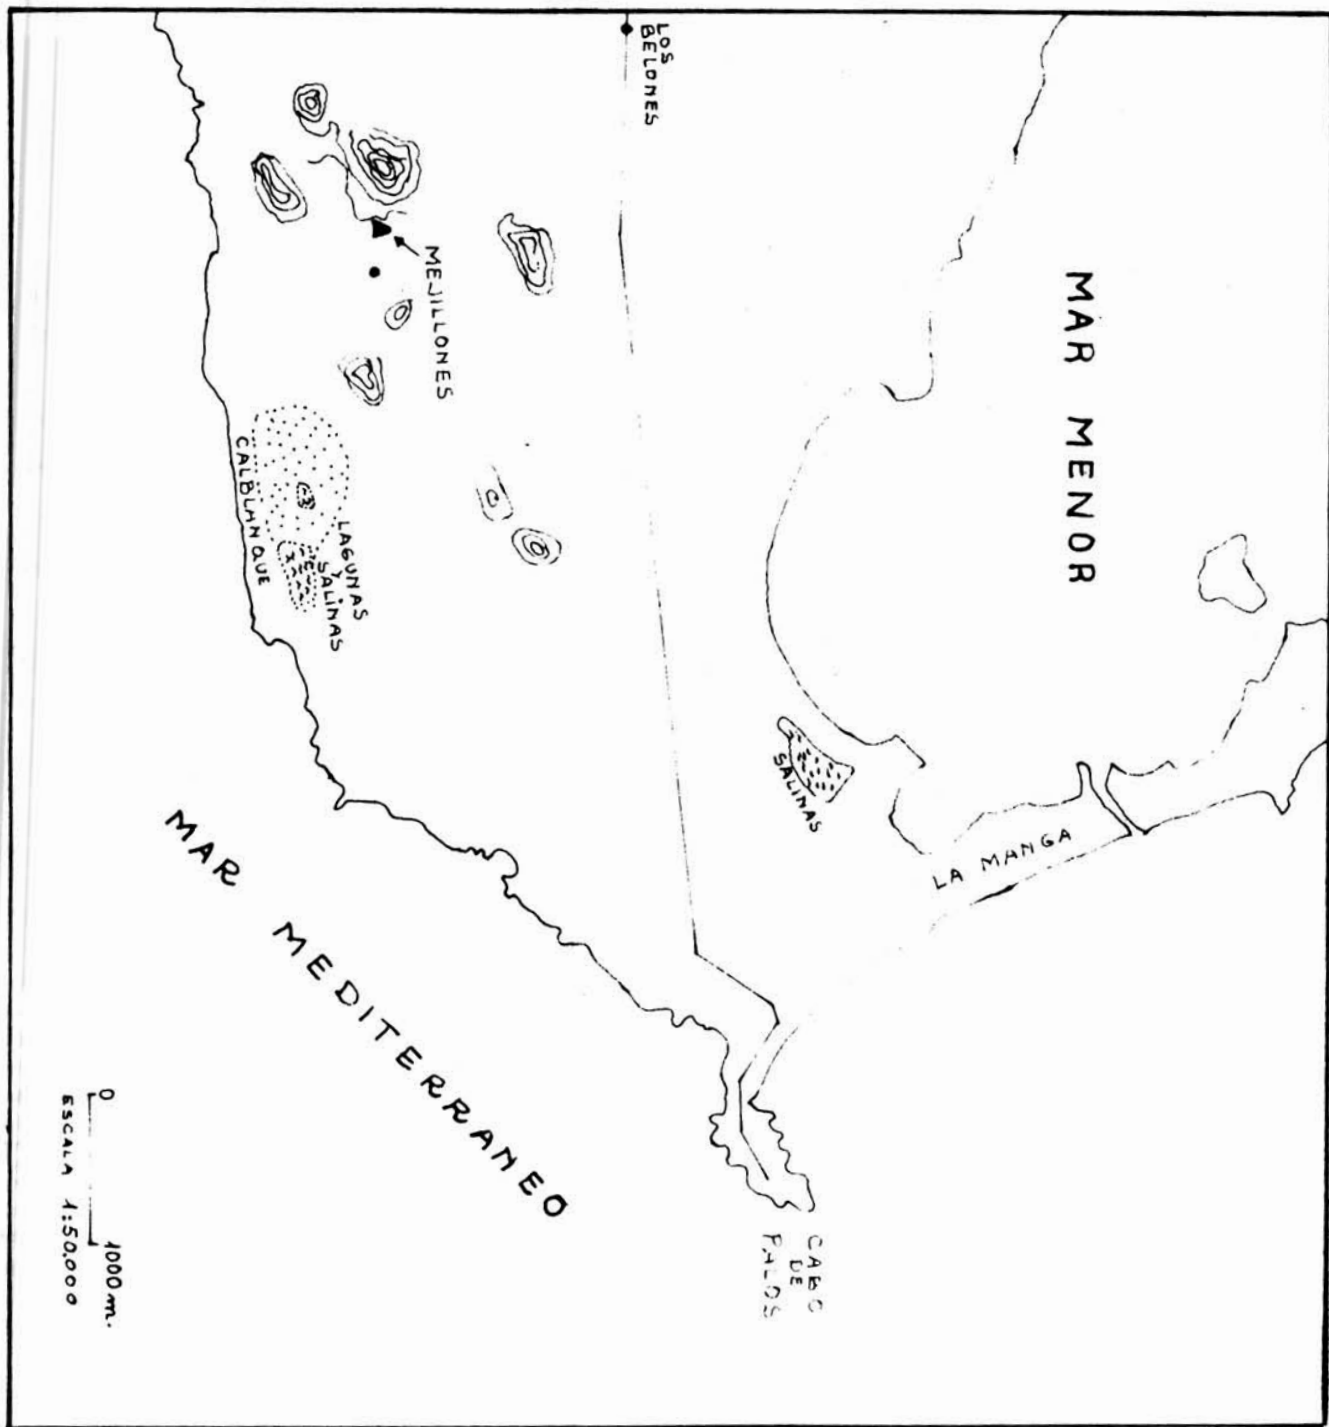 LOS
BELONES
MAR MENOR
MEJILLONES
LAGUNAS
Y
SALINAS
CALBLANQUE
SALINAS
LA MANGA
MAR MEDITERRANEO
CABO
DE
PALOS
0 1000 m.
ESCALA 1:50.000